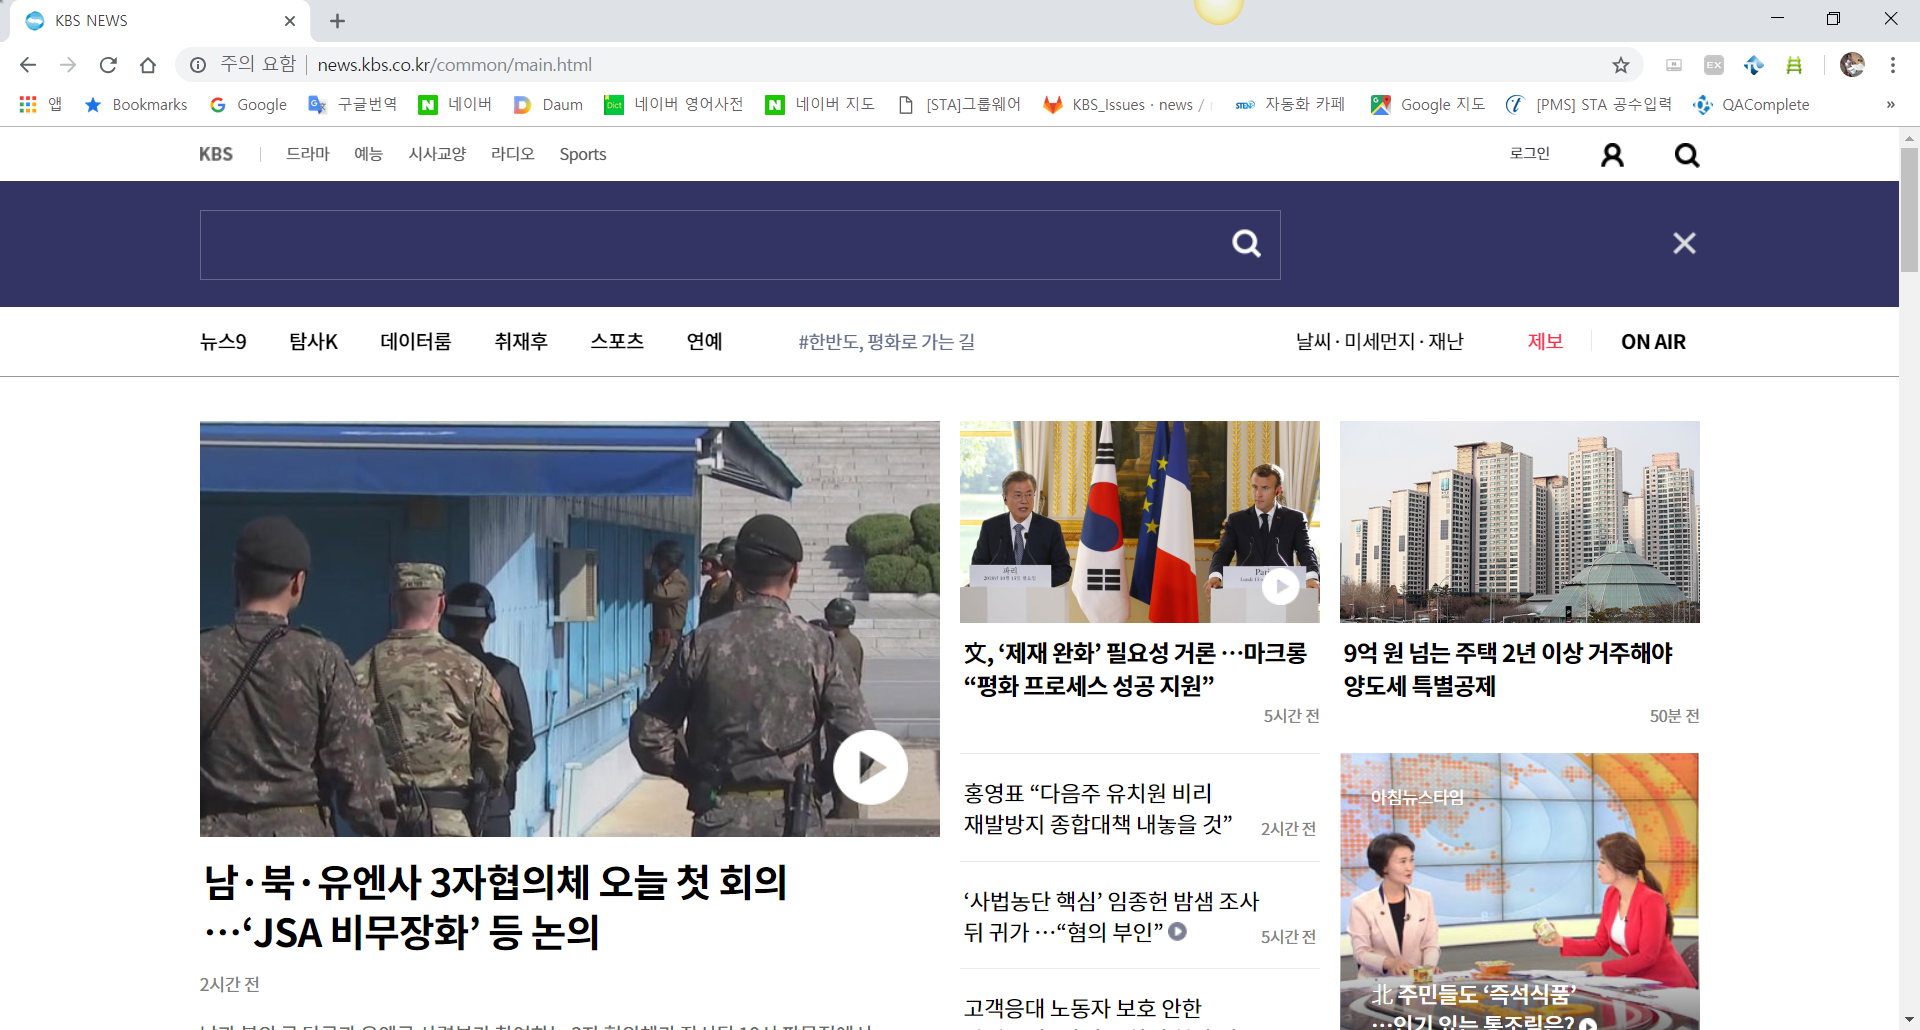 KBS NEWS
주의 요함 | news.kbs.co.kr/common/main.html
앱 Bookmarks Google 구글번역 네이버 Daum 네이버 영어사전 네이버 지도 [STA]그룹웨어 KBS_Issues · news / 자동화 카페 Google 지도 [PMS] STA 공수입력 QAComplete »
KBS 드라마 예능 시사교양 라디오 Sports 로그인
뉴스9 탐사K 데이터룸 취재후 스포츠 연예 #한반도, 평화로 가는 길 날씨 · 미세먼지 · 재난 제보 ON AIR
남·북·유엔사 3자협의체 오늘 첫 회의
…‘JSA 비무장화’ 등 논의
2시간 전
파리
文, ‘제재 완화’ 필요성 거론 …마크롱
“평화 프로세스 성공 지원”
5시간 전
홍영표 “다음주 유치원 비리
재발방지 종합대책 내놓을 것”
2시간 전
‘사법농단 핵심’ 임종헌 밤샘 조사
뒤 귀가 …“혐의 부인”
5시간 전
고객응대 노동자 보호 안한
9억 원 넘는 주택 2년 이상 거주해야
양도세 특별공제
50분 전
아침뉴스타임
北 주민들도 ‘즉석식품’
…인기 있는 통조림은?